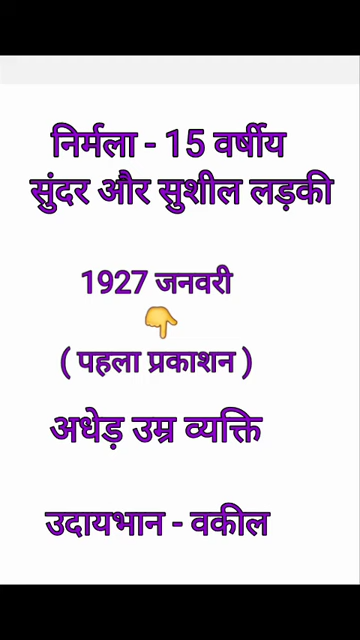 निर्मला - 15 वर्षीय
सुंदर और सुशील लड़की
1927 जनवरी
👇
( पहला प्रकाशन )
अधेड़ उम्र व्यक्ति
उदायभान - वकील